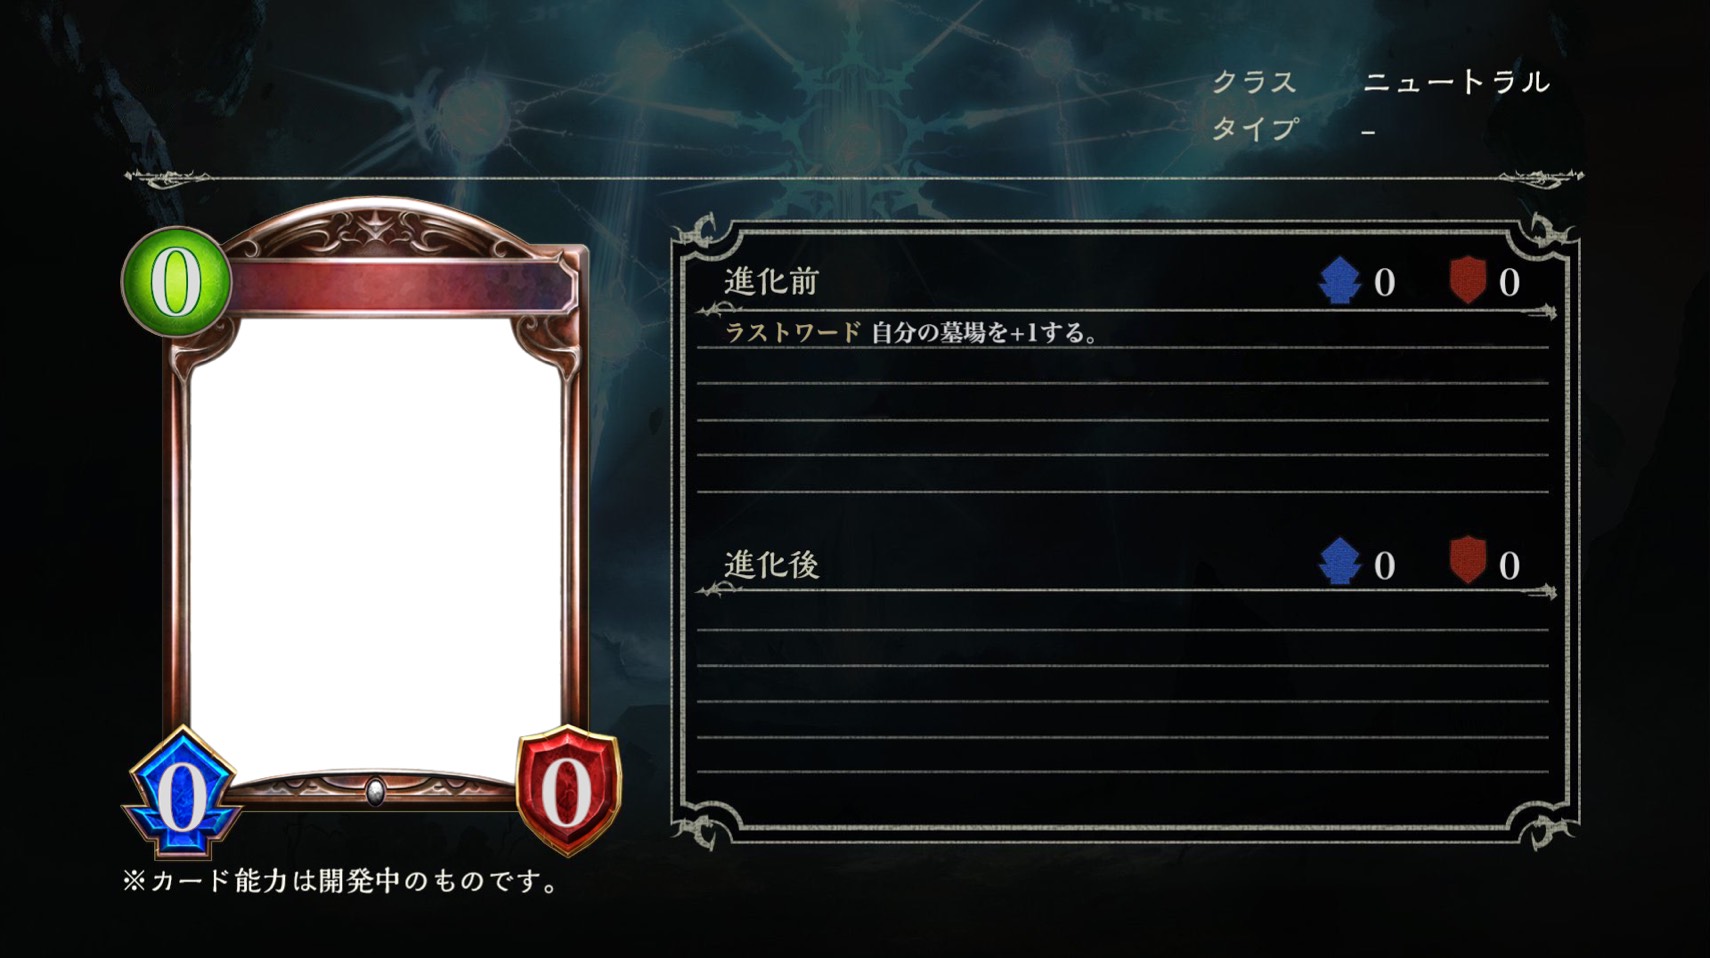 クラス ニュートラル
タイプ –
0
進化前 0 0
ラストワード 自分の墓場を+1する。
進化後 0 0
0 0
※カード能力は開発中のものです。